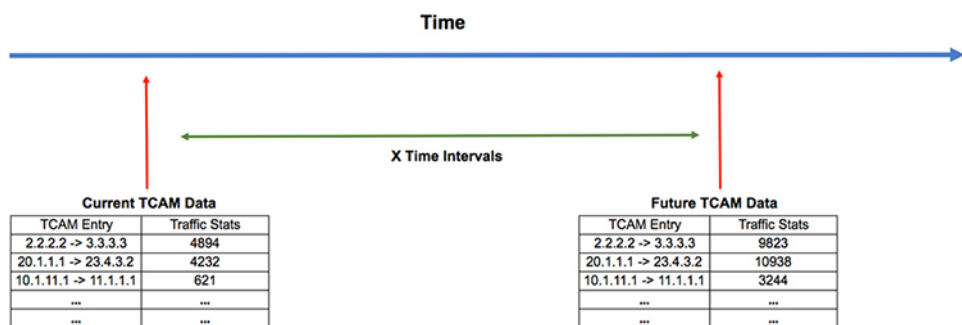 Time
X Time Intervals
Current TCAM Data
TCAM Entry Traffic Stats
2.2.2.2 -> 3.3.3.3 4894
20.1.1.1 -> 23.4.3.2 4232
10.1.11.1 -> 11.1.1.1 621
... ...
... ...
Future TCAM Data
TCAM Entry Traffic Stats
2.2.2.2 -> 3.3.3.3 9823
20.1.1.1 -> 23.4.3.2 10938
10.1.11.1 -> 11.1.1.1 3244
... ...
... ...